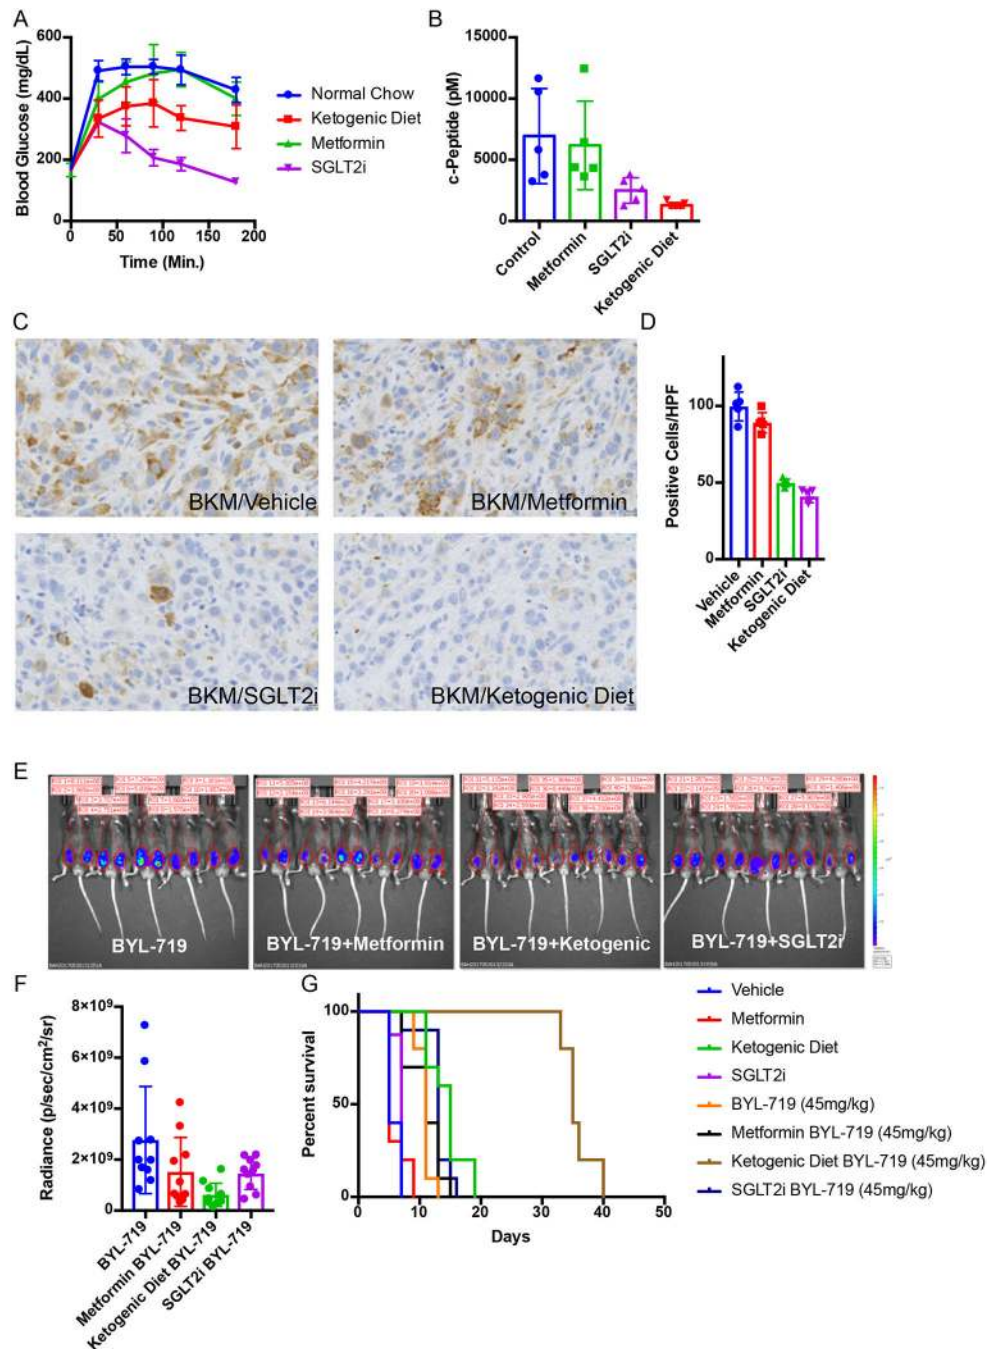 A
Blood Glucose (mg/dL)
600
400
200
0
0
50
100
150
200
Time (Min.)
Normal Chow
Ketogenic Diet
Metformin
SGLT2i
B
c-Peptide (pM)
15000
10000
5000
0
Control
Metformin
SGLT2i
Ketogenic Diet
C
BKM/Vehicle
BKM/Metformin
BKM/SGLT2i
BKM/Ketogenic Diet
D
Positive Cells/HPF
100
50
0
Vehicle
Metformin
SGLT2i
Ketogenic Diet
E
BYL-719
BYL-719+Metformin
BYL-719+Ketogenic
BYL-719+SGLT2i
F
Radiance (p/sec/cm²/sr)
8×10⁹
6×10⁹
4×10⁹
2×10⁹
0
BYL-719
Metformin BYL-719
Ketogenic Diet BYL-719
SGLT2i BYL-719
G
Percent survival
100
50
0
0
10
20
30
40
50
Days
Vehicle
Metformin
Ketogenic Diet
SGLT2i
BYL-719 (45mg/kg)
Metformin BYL-719 (45mg/kg)
Ketogenic Diet BYL-719 (45mg/kg)
SGLT2i BYL-719 (45mg/kg)